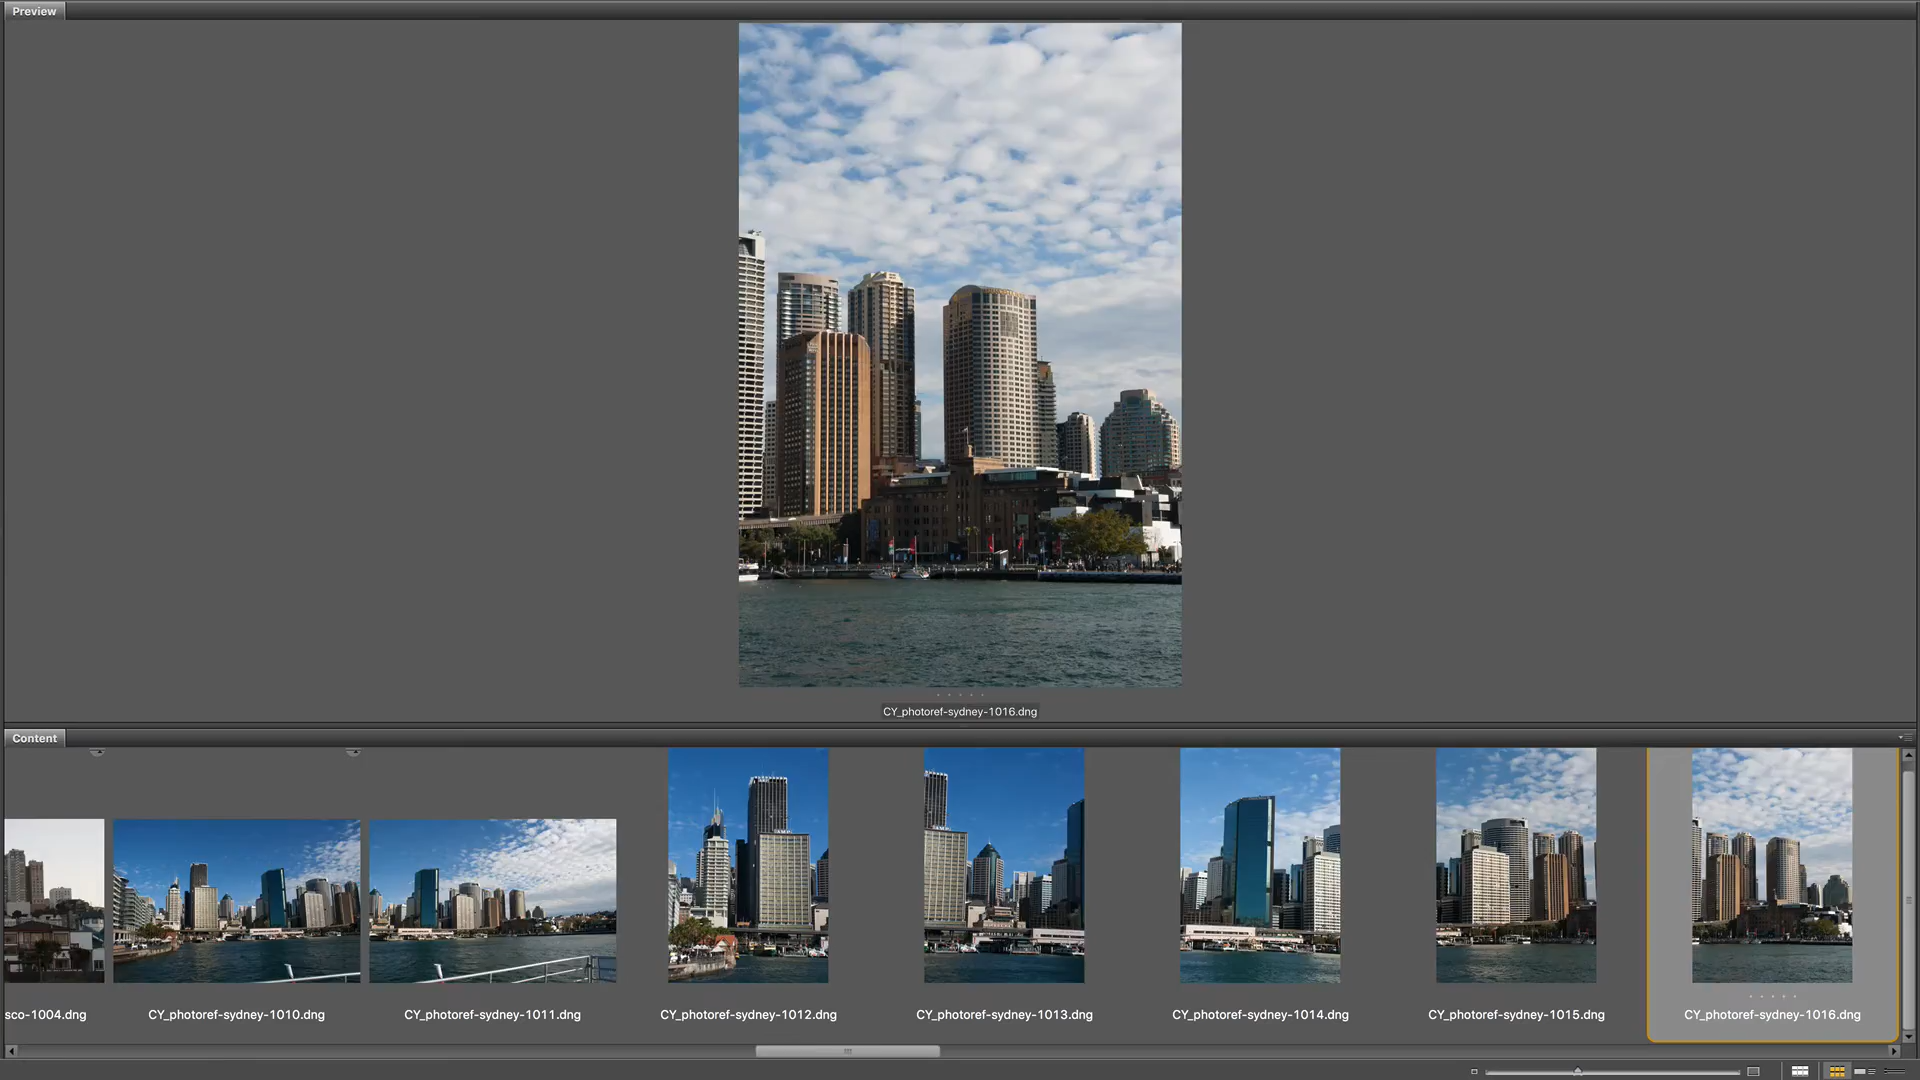 Preview
CY_photoref-sydney-1016.dng
Content
sco-1004.dng
CY_photoref-sydney-1010.dng
CY_photoref-sydney-1011.dng
CY_photoref-sydney-1012.dng
CY_photoref-sydney-1013.dng
CY_photoref-sydney-1014.dng
CY_photoref-sydney-1015.dng
CY_photoref-sydney-1016.dng